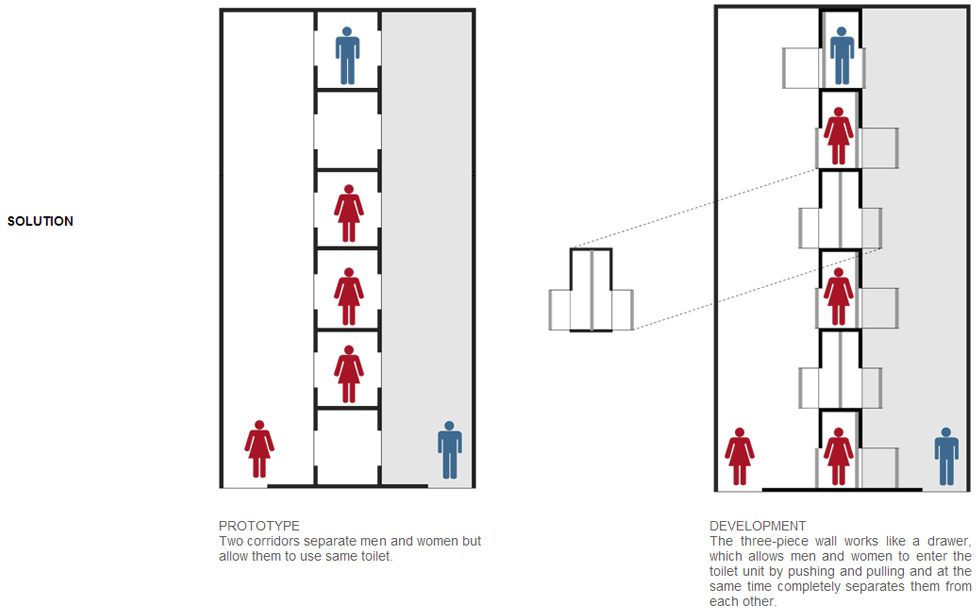 SOLUTION
PROTOTYPE
Two corridors separate men and women but
allow them to use same toilet.
DEVELOPMENT
The three-piece wall works like a drawer,
which allows men and women to enter the
toilet unit by pushing and pulling and at the
same time completely separates them from
each other.